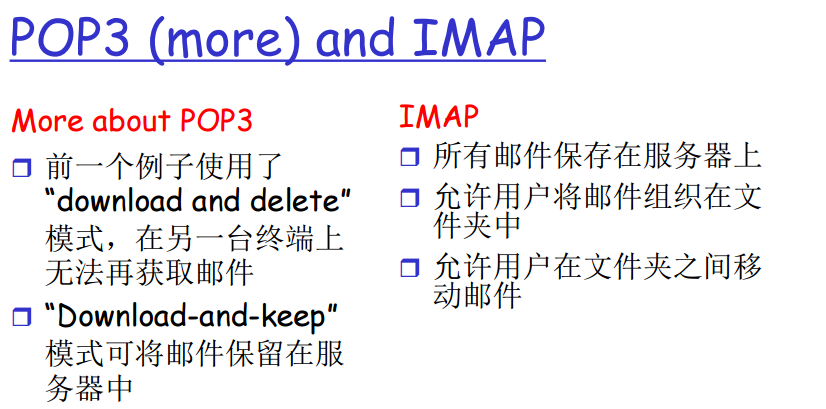 POP3 (more) and IMAP
More about POP3
前一个例子使用了
“download and delete”
模式，在另一台终端上
无法再获取邮件
“Download-and-keep”
模式可将邮件保留在服
务器中
IMAP
所有邮件保存在服务器上
允许用户将邮件组织在文
件夹中
允许用户在文件夹之间移
动邮件